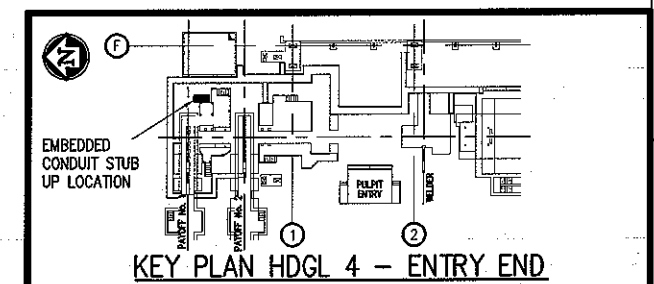 N
F
EMBEDDED
CONDUIT STUB
UP LOCATION
PAYOFF No. 1
PAYOFF No. 2
PULPIT
ENTRY
WELDER
1
2
KEY PLAN HDGL 4 - ENTRY END